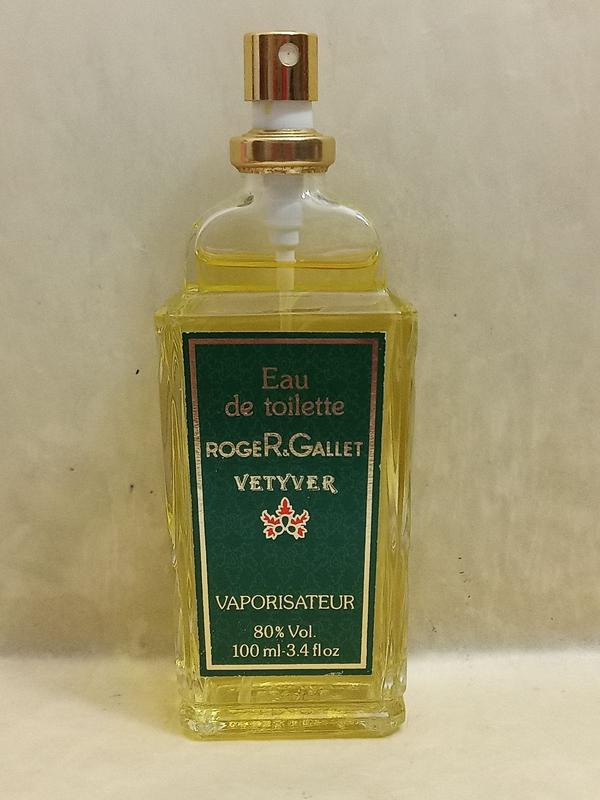 Eau
de toilette
ROGER&GALLET
VETYVER
VAPORISATEUR
80% Vol.
100 ml-3.4 fl oz